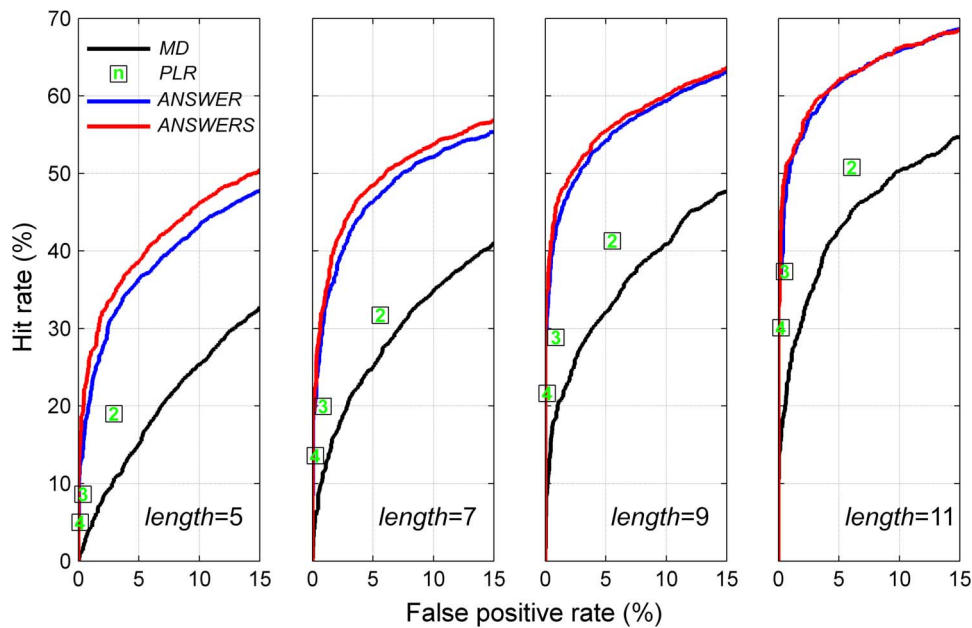 70
60
50
40
30
20
10
0
Hit rate (%)
MD
n PLR
ANSWER
ANSWERS
2
3
4
length=5
0 5 10 15
2
3
4
length=7
0 5 10 15
2
3
4
length=9
0 5 10 15
2
3
4
length=11
0 5 10 15
False positive rate (%)